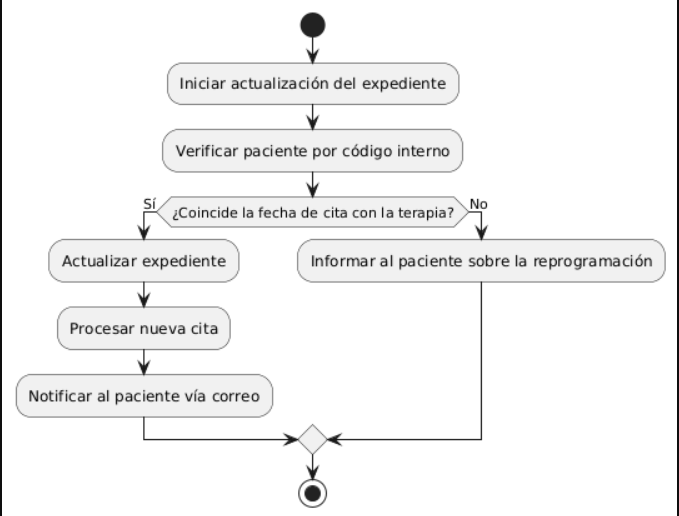 Iniciar actualización del expediente
Verificar paciente por código interno
Sí
¿Coincide la fecha de cita con la terapia?
No
Actualizar expediente
Informar al paciente sobre la reprogramación
Procesar nueva cita
Notificar al paciente vía correo